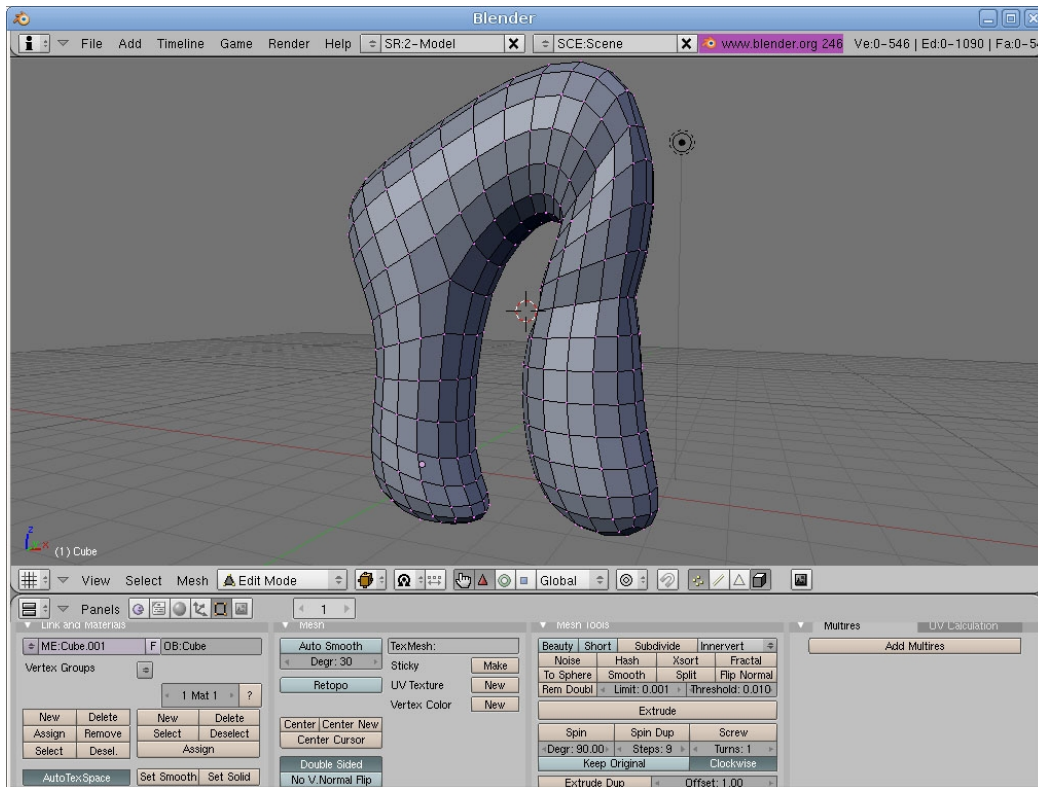 Blender
File Add Timeline Game Render Help SR:2-Model SCE:Scene www.blender.org 246 Ve:0-546 | Ed:0-1090 | Fa:0-54
z
x
(1) Cube
View Select Mesh Edit Mode Global
Panels 1
Link and Materials
ME:Cube.001 F OB:Cube
Vertex Groups
1 Mat 1 ?
New Delete New Delete
Assign Remove Select Deselect
Select Desel. Assign
AutoTexSpace Set Smooth Set Solid
Mesh
Auto Smooth TexMesh:
Degr: 30 Sticky Make
Retopo UV Texture New
Vertex Color New
Center Center New
Center Cursor
Double Sided
No V.Normal Flip
Mesh Tools
Beauty Short Subdivide Innervert
Noise Hash Xsort Fractal
To Sphere Smooth Split Flip Normal
Rem Doubl Limit: 0.001 Threshold: 0.010
Extrude
Spin Spin Dup Screw
Degr: 90.00 Steps: 9 Turns: 1
Keep Original Clockwise
Extrude Dup Offset: 1.00
Multires UV Calculation
Add Multires